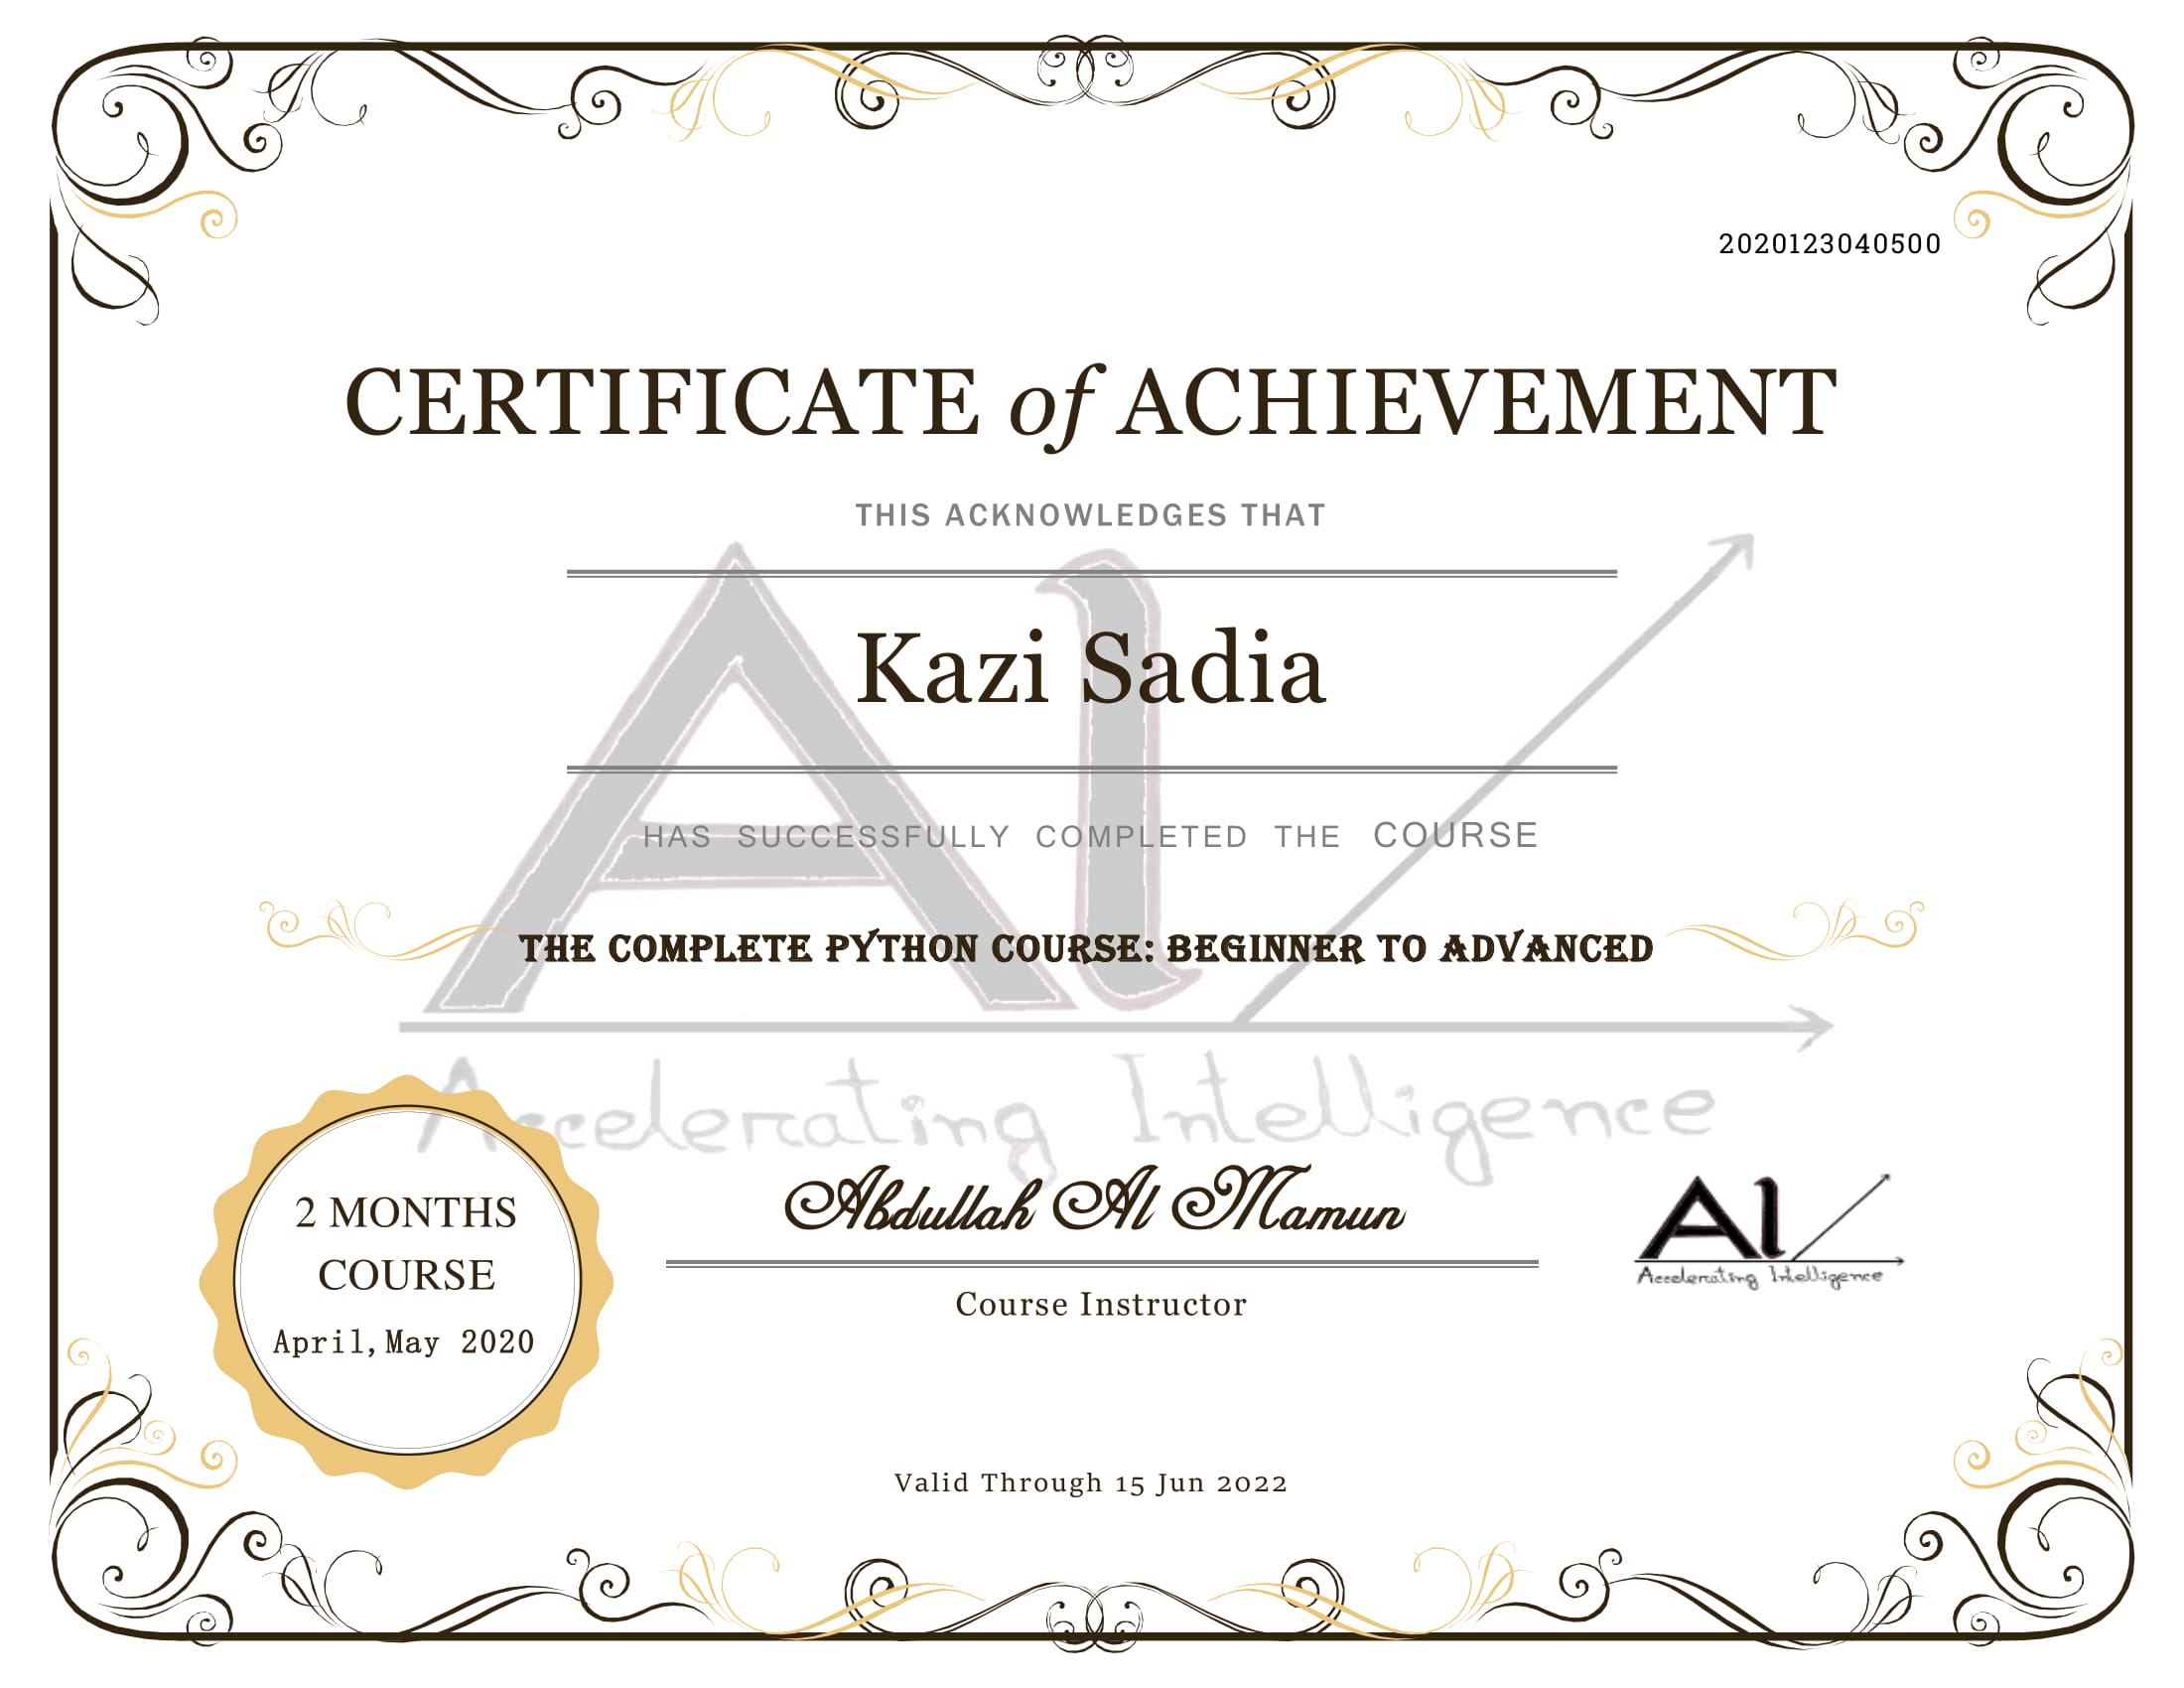 2020123040500
CERTIFICATE of ACHIEVEMENT
THIS ACKNOWLEDGES THAT
Kazi Sadia
HAS SUCCESSFULLY COMPLETED THE COURSE
THE COMPLETE PYTHON COURSE: BEGINNER TO ADVANCED
AI
Accelerating Intelligence
2 MONTHS
COURSE
April,May 2020
Abdullah Al Mamun
Course Instructor
AI
Accelerating Intelligence
Valid Through 15 Jun 2022